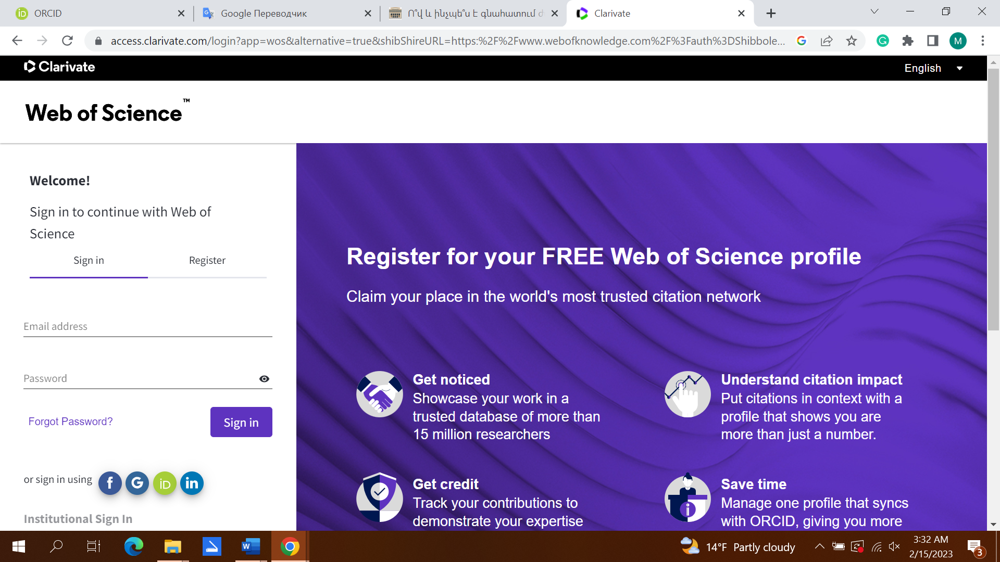 ORCID
Google Переводчик
Ո՞վ և ինչպե՞ս է գնահատում
Clarivate
access.clarivate.com/login?app=wos&alternative=true&shibShireURL=https:%2F%2Fwww.webofknowledge.com%2F%3Fauth%3DShibbole...
M
Clarivate
English
Web of Science™
Welcome!
Sign in to continue with Web of
Science
Sign in
Register
Email address
Password
Forgot Password?
Sign in
or sign in using
f G iD in
Institutional Sign In
Register for your FREE Web of Science profile
Claim your place in the world's most trusted citation network
Get noticed
Showcase your work in a
trusted database of more than
15 million researchers
Understand citation impact
Put citations in context with a
profile that shows you are
more than just a number.
Get credit
Track your contributions to
demonstrate your expertise
Save time
Manage one profile that syncs
with ORCID, giving you more
14°F Partly cloudy
3:32 AM
2/15/2023
3